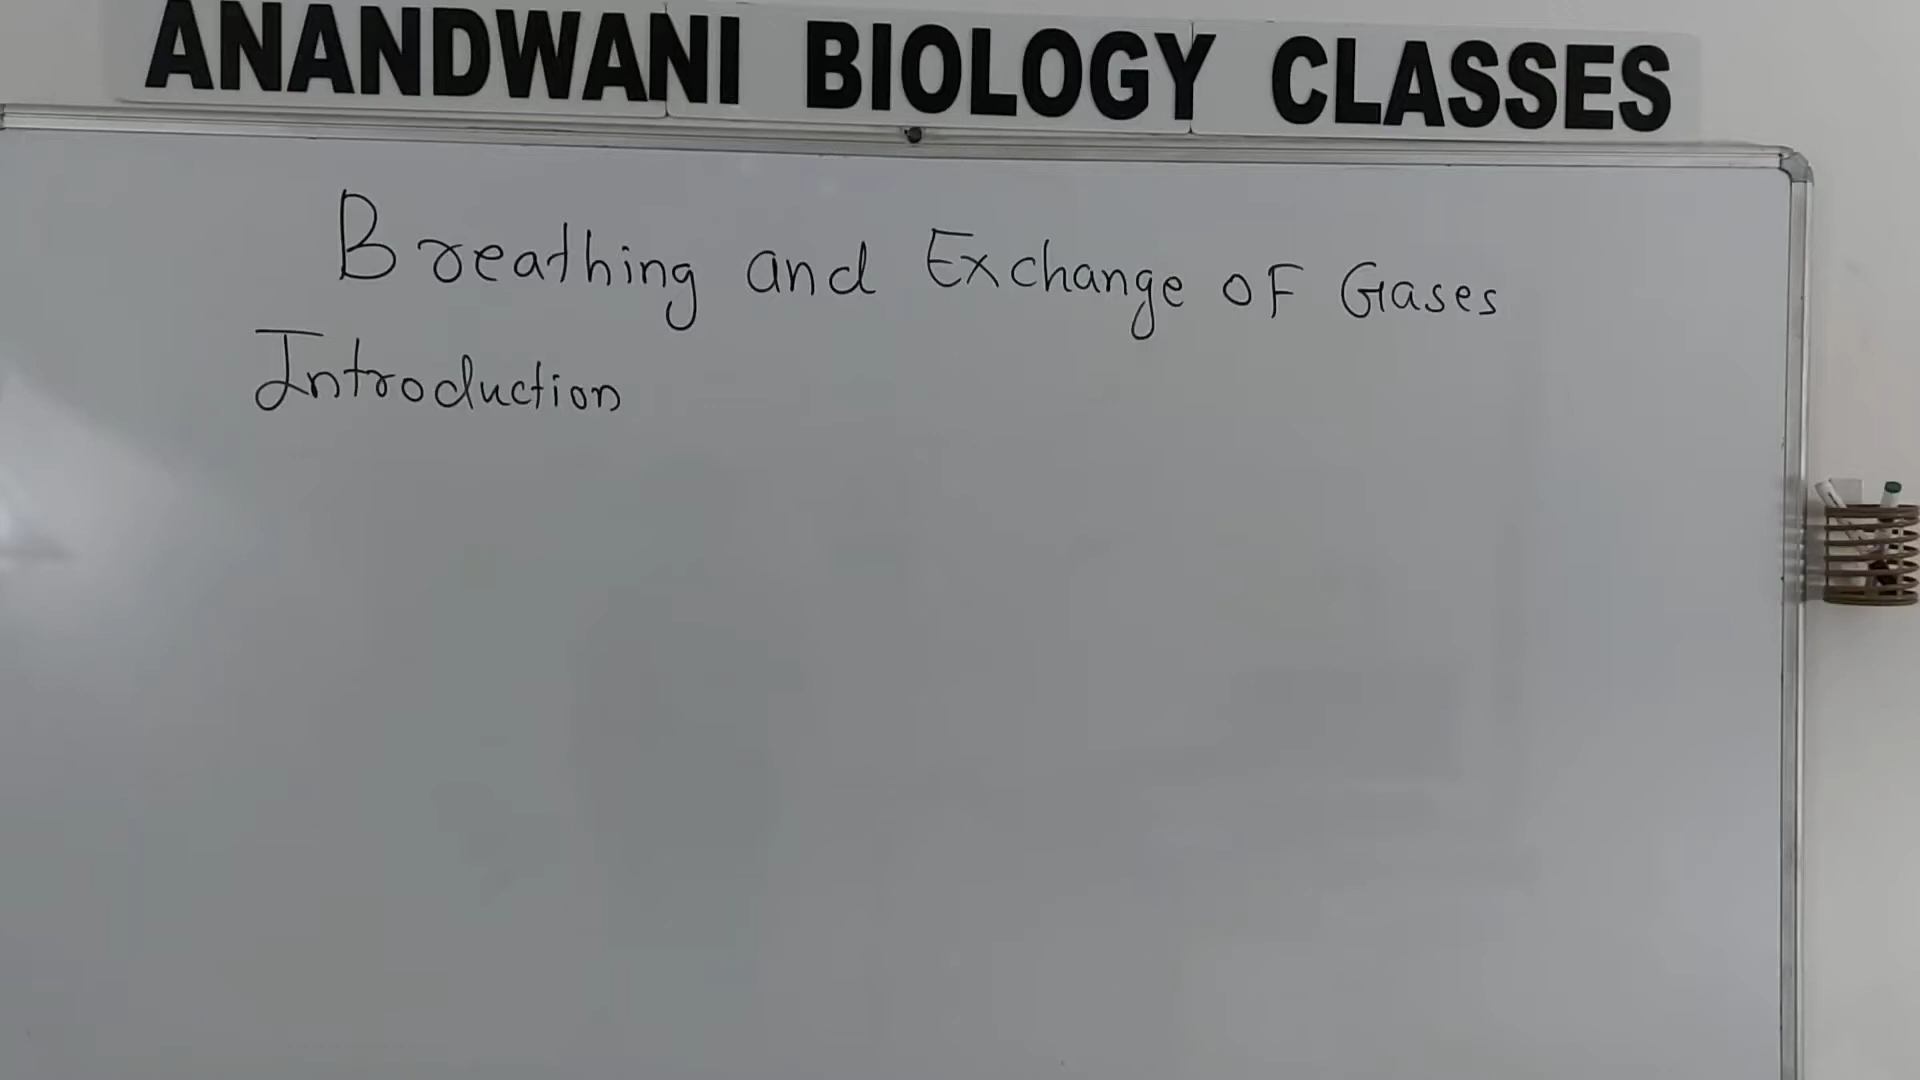 ANANDWANI BIOLOGY CLASSES
Breathing and Exchange OF Gases
Introduction